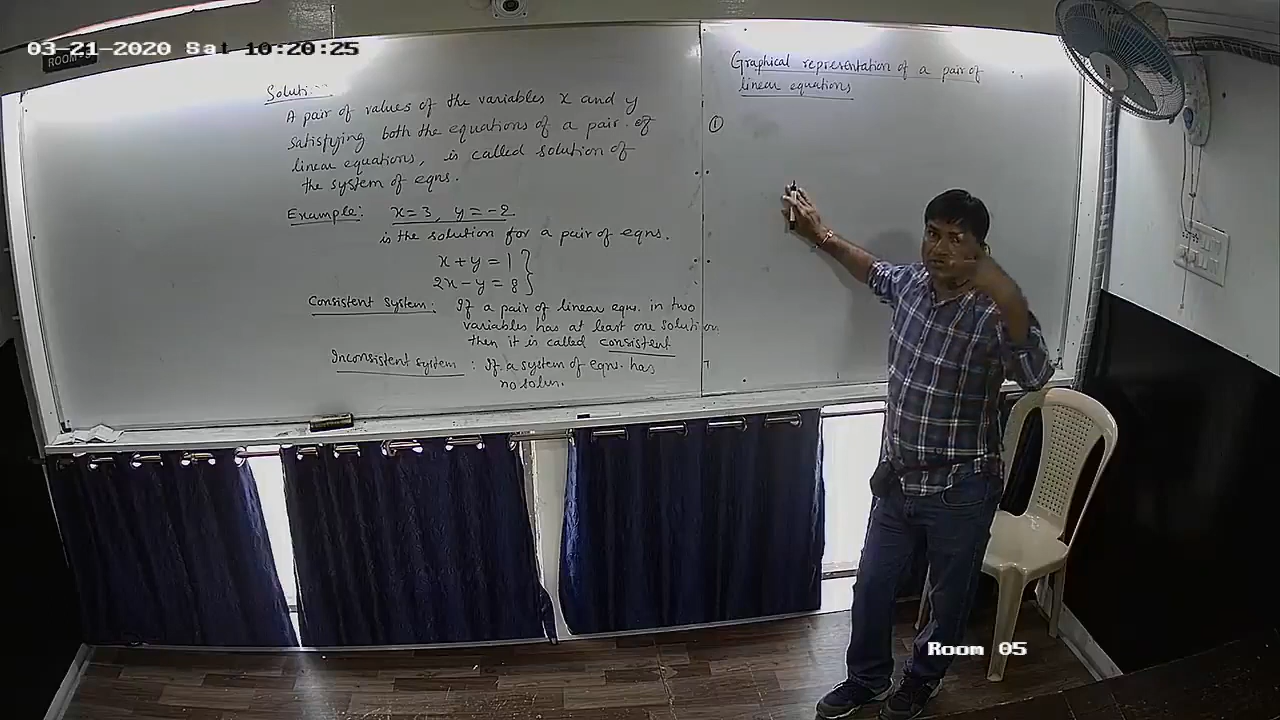 03-21-2020 Sat 10:20:25
ROOM
Graphical representation of a pair of
linear equations
①
A pair of values of the variables x and y
satisfying both the equations of a pair of
linear equations, is called solution of
the system of eqns.
Example: x=3, y=-2
is the solution for a pair of eqns.
x+y=1
2x-y=8 }
Consistent System: If a pair of linear eqns. in two
variables has at least one solution
then it is called consistent
Inconsistent system: If a system of eqns. has
no soln.
Room 05